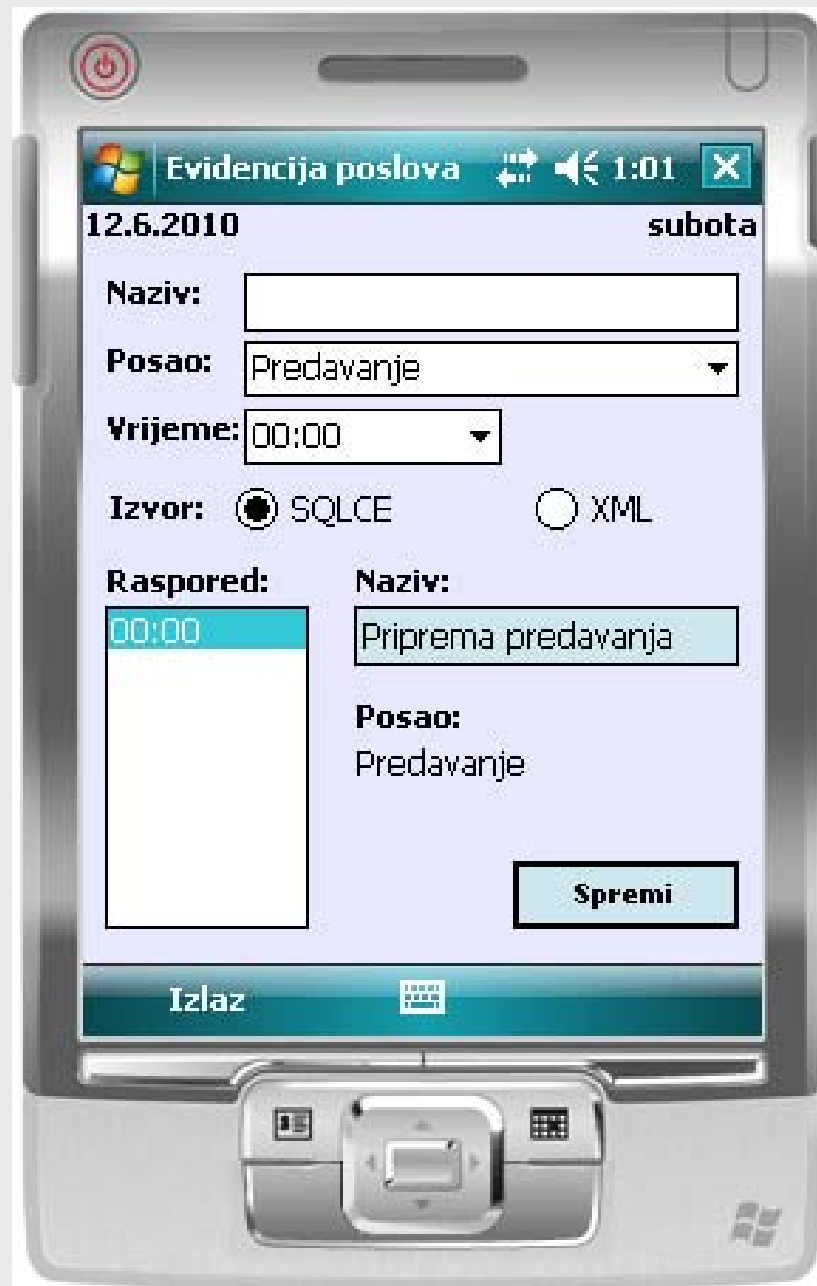 Evidencija poslova 1:01
12.6.2010 subota
Naziv:
Posao: Predavanje
Vrijeme: 00:00
Izvor: SQLCE XML
Raspored: Naziv:
00:00 Priprema predavanja
Posao:
Predavanje
Spremi
Izlaz